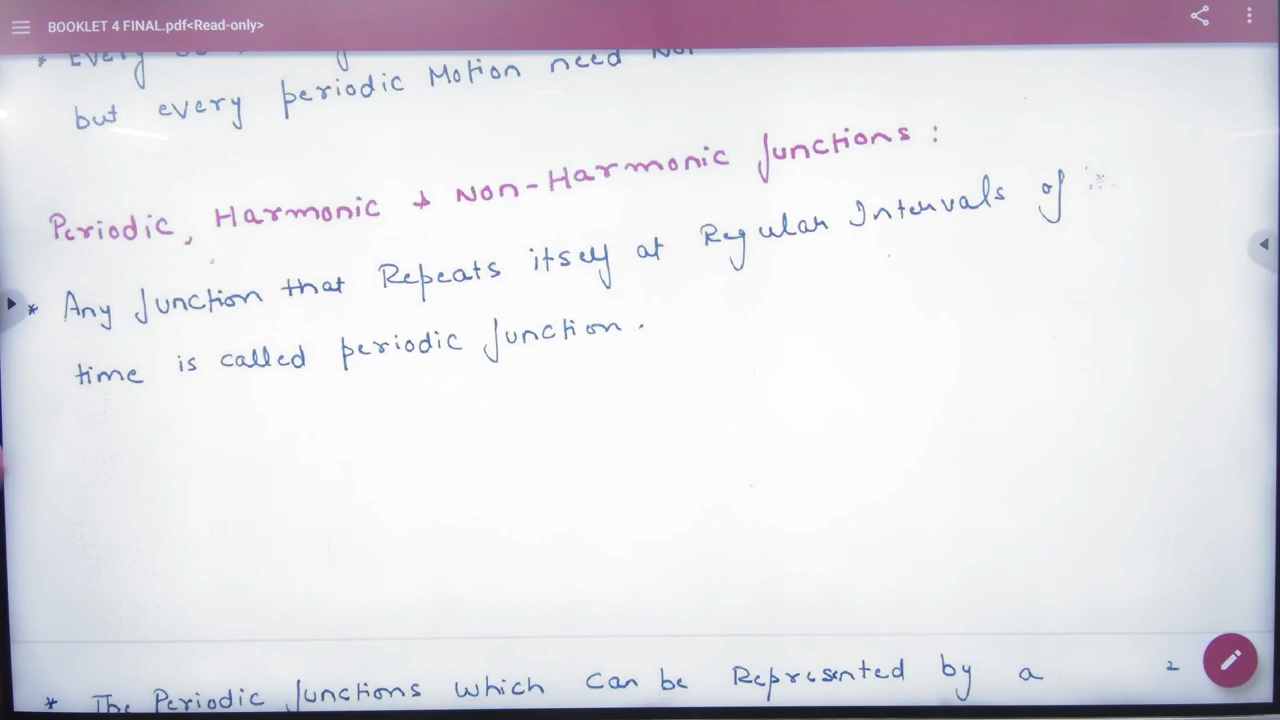 BOOKLET 4 FINAL.pdf<Read-only>
* Every
but every periodic Motion need Not
Periodic, Harmonic & Non-Harmonic functions :
* Any function that Repeats itself at Regular Intervals of
time is called periodic function.
2
* The Periodic functions which can be Represented by a